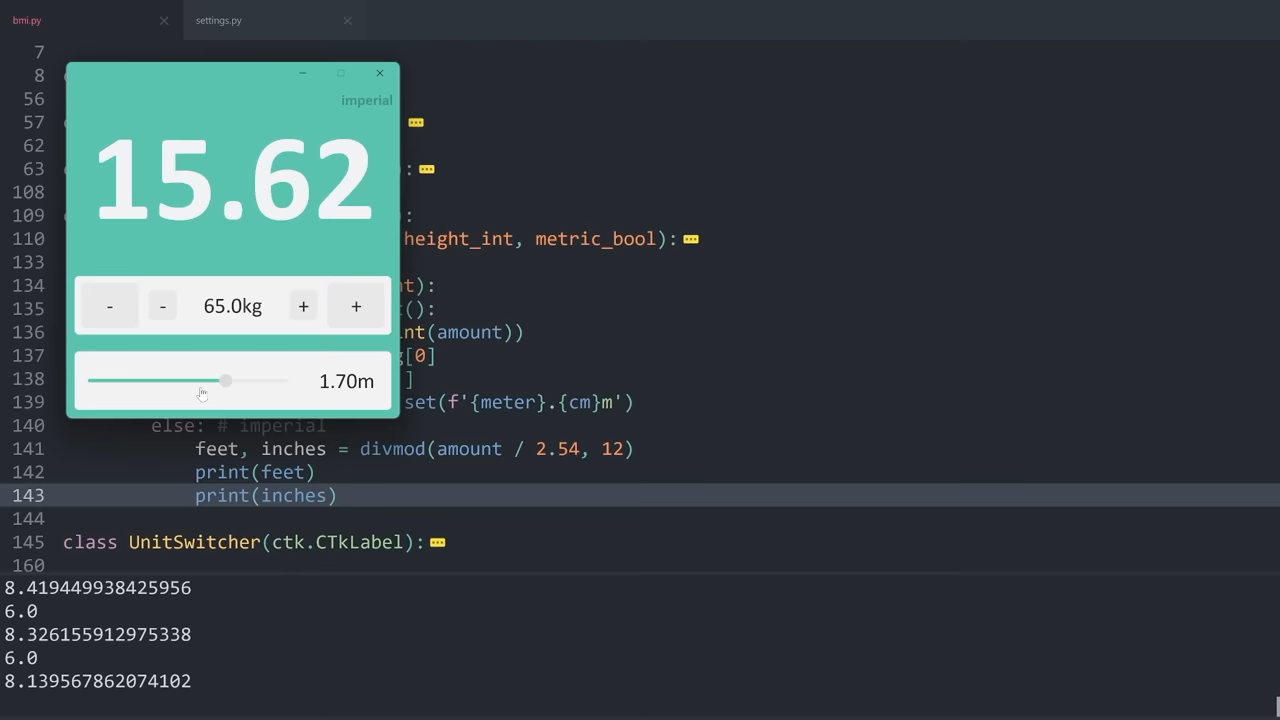 bmi.py × settings.py ×
7
8
56
57
62
63 :
108
109 :
110 height_int, metric_bool):
133
134 nt):
135 ():
136 int(amount))
137 g[0]
138 ]
139 set(f'{meter}.{cm}m')
140 else: # imperial
141 feet, inches = divmod(amount / 2.54, 12)
142 print(feet)
143 print(inches)
144
145 class UnitSwitcher(ctk.CTkLabel):
160
imperial
15.62
- - 65.0kg + +
1.70m
8.419449938425956
6.0
8.326155912975338
6.0
8.139567862074102